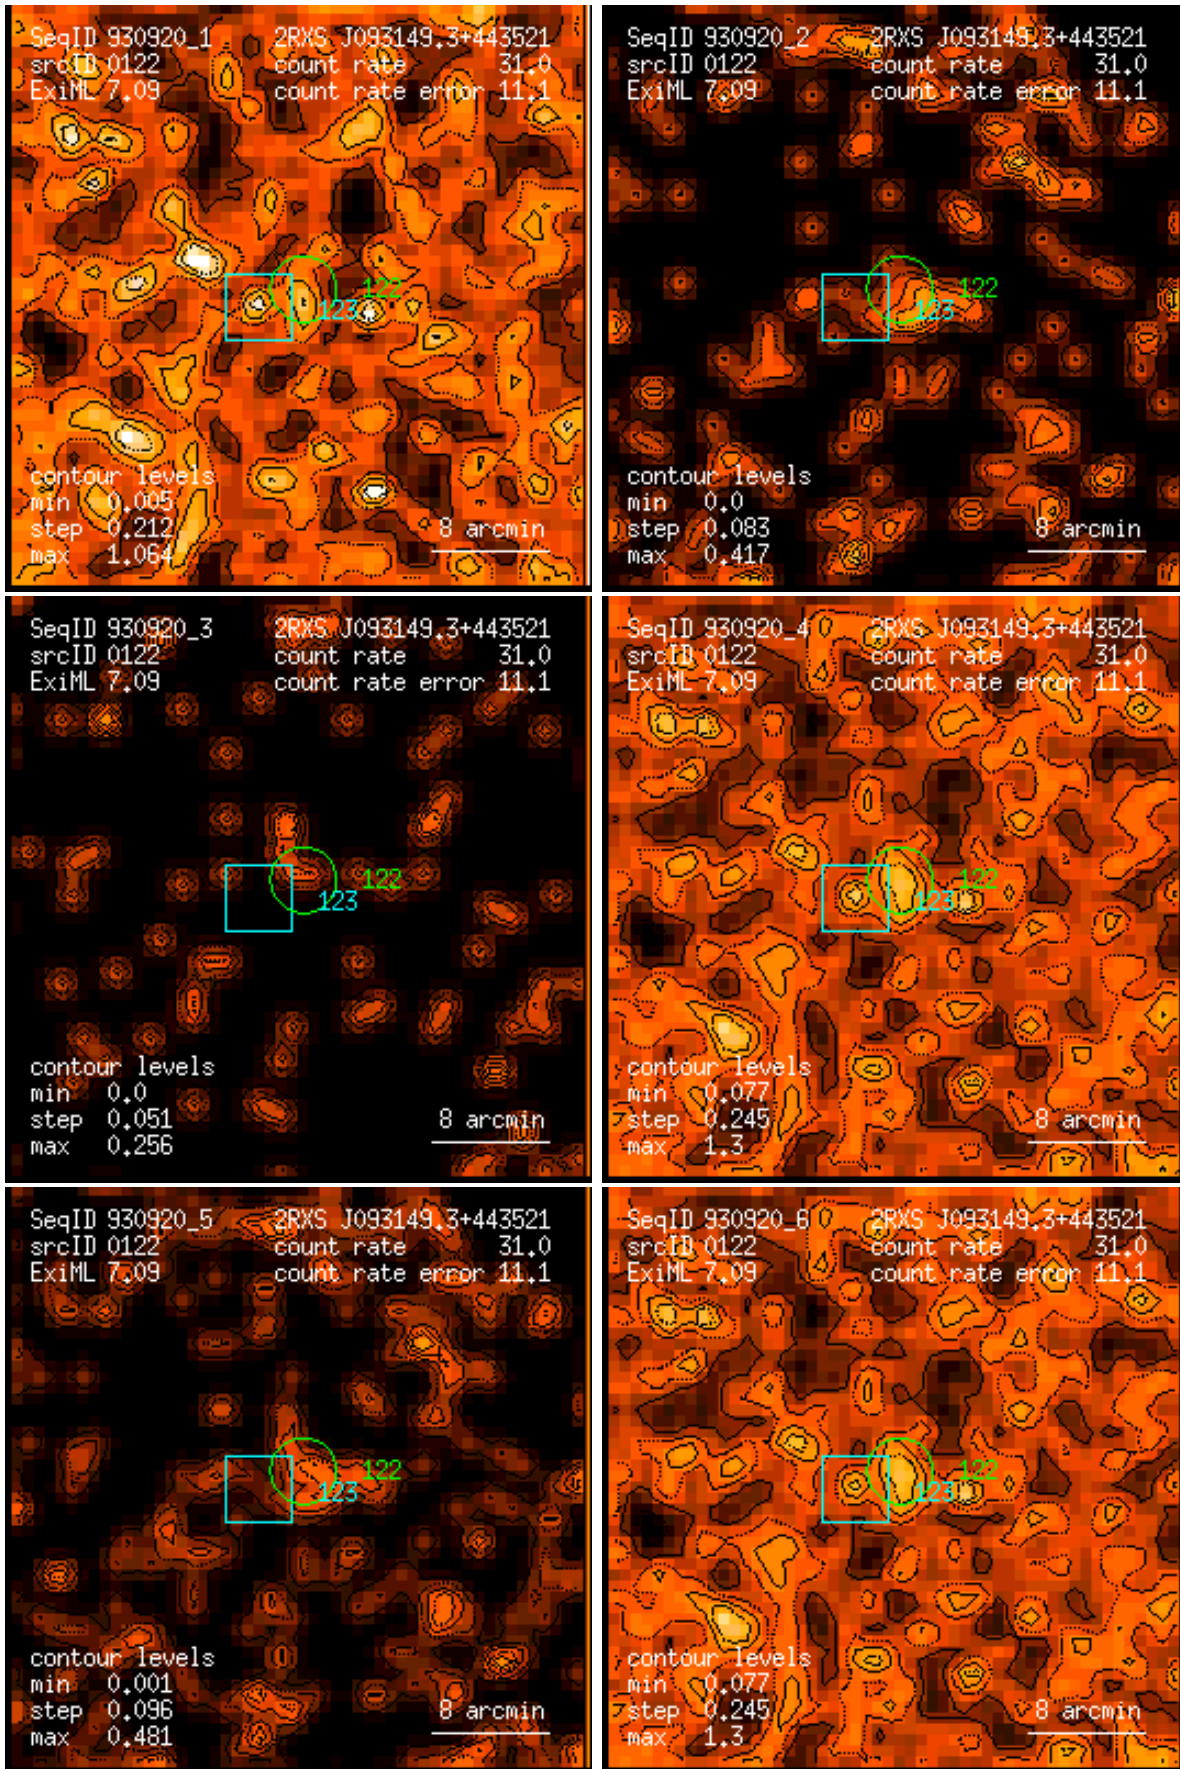 SeqID 930920_1 2RXS J093149.3+443521
srcID 0122 count rate 31.0
ExiML 7.09 count rate error 11.1
122
123
contour levels
min 0.005
step 0.212 8 arcmin
max 1.064
SeqID 930920_2 2RXS J093149.3+443521
srcID 0122 count rate 31.0
ExiML 7.09 count rate error 11.1
122
123
contour levels
min 0.0
step 0.083 8 arcmin
max 0.417
SeqID 930920_3 2RXS J093149.3+443521
srcID 0122 count rate 31.0
ExiML 7.09 count rate error 11.1
122
123
contour levels
min 0.0
step 0.051 8 arcmin
max 0.256
SeqID 930920_4 2RXS J093149.3+443521
srcID 0122 count rate 31.0
ExiML 7.09 count rate error 11.1
122
123
contour levels
min 0.077
step 0.245 8 arcmin
max 1.3
SeqID 930920_5 2RXS J093149.3+443521
srcID 0122 count rate 31.0
ExiML 7.09 count rate error 11.1
122
123
contour levels
min 0.001
step 0.096 8 arcmin
max 0.481
SeqID 930920_6 2RXS J093149.3+443521
srcID 0122 count rate 31.0
ExiML 7.09 count rate error 11.1
122
123
contour levels
min 0.077
step 0.245 8 arcmin
max 1.3